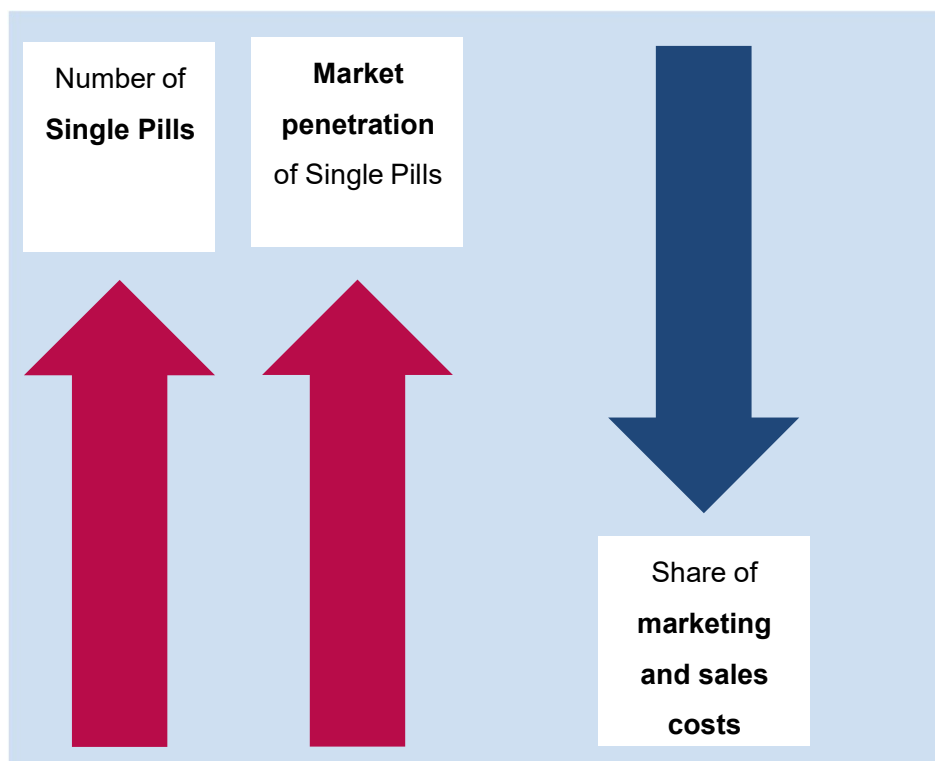 Number of
Single Pills
Market
penetration
of Single Pills
Share of
marketing
and sales
costs